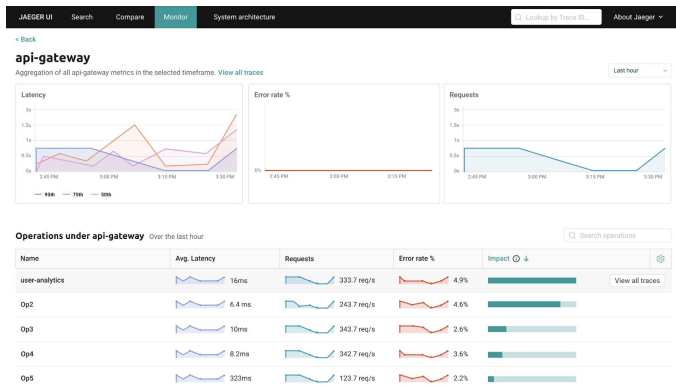 JAEGER UI Search Compare Monitor System architecture Lookup by Trace ID... About Jaeger
< Back
api-gateway
Aggregation of all api-gateway metrics in the selected timeframe. View all traces
Last hour
Latency
2s
1.5s
1s
0.5s
0s
2:45 PM 3:00 PM 3:15 PM 3:30 PM
95th 75th 50th
Error rate %
0%
2:45 PM 3:00 PM 3:15 PM
Requests
2s
1.5s
1s
0.5s
0s
2:45 PM 3:00 PM 3:15 PM 3:30 PM
Operations under api-gateway Over the last hour
Search operations
Name Avg. Latency Requests Error rate % Impact
user-analytics 16ms 333.7 req/s 4.9% View all traces
Op2 6.4 ms 243.7 req/s 4.6%
Op3 10ms 343.7 req/s 2.6%
Op4 8.2ms 342.7 req/s 3.6%
Op5 323ms 123.7 req/s 2.2%